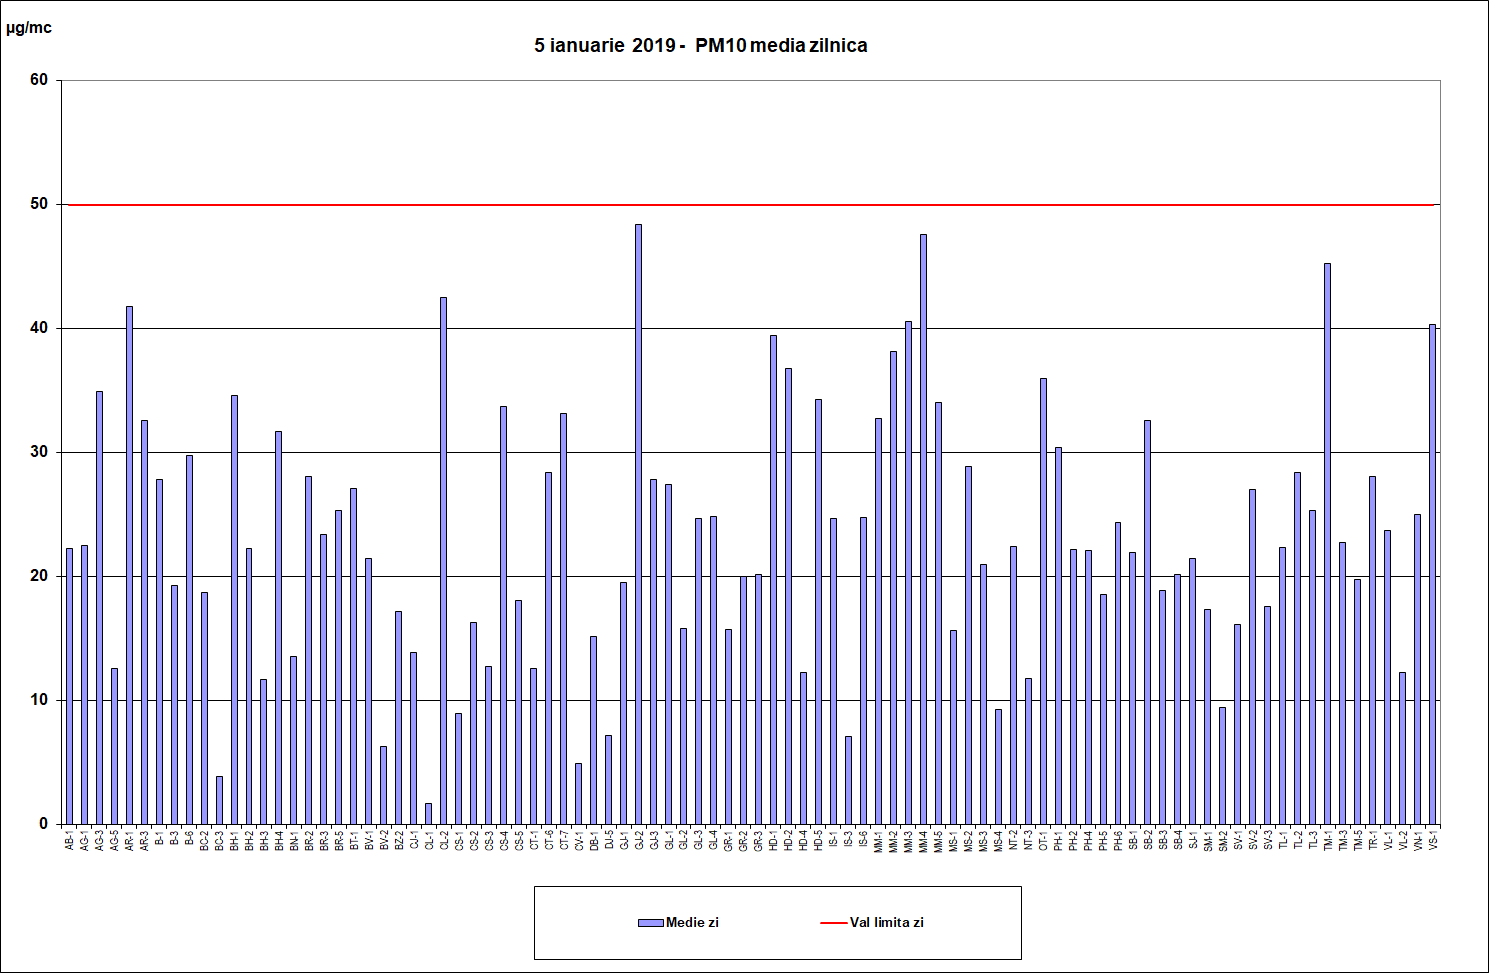 µg/mc
5 ianuarie 2019 - PM10 media zilnica
60
50
40
30
20
10
0
AB-1
AG-1
AG-3
AG-5
AR-1
AR-3
B-1
B-3
B-6
BC-2
BC-3
BH-1
BH-2
BH-3
BH-4
BN-1
BR-2
BR-3
BR-5
BT-1
BV-1
BV-2
BZ-2
CJ-1
CL-1
CL-2
CS-1
CS-2
CS-3
CS-4
CS-5
CT-1
CT-6
CT-7
CV-1
DB-1
DJ-5
GJ-1
GJ-2
GJ-3
GL-1
GL-2
GL-3
GL-4
GR-1
GR-2
GR-3
HD-1
HD-2
HD-4
HD-5
IS-1
IS-3
IS-6
MM-1
MM-2
MM-3
MM-4
MM-5
MS-1
MS-2
MS-3
MS-4
NT-2
NT-3
OT-1
PH-1
PH-2
PH-4
PH-5
PH-6
SB-1
SB-2
SB-3
SB-4
SJ-1
SM-1
SM-2
SV-1
SV-2
SV-3
TL-1
TL-2
TL-3
TM-1
TM-3
TM-5
TR-1
VL-1
VL-2
VN-1
VS-1
Medie zi
Val limita zi